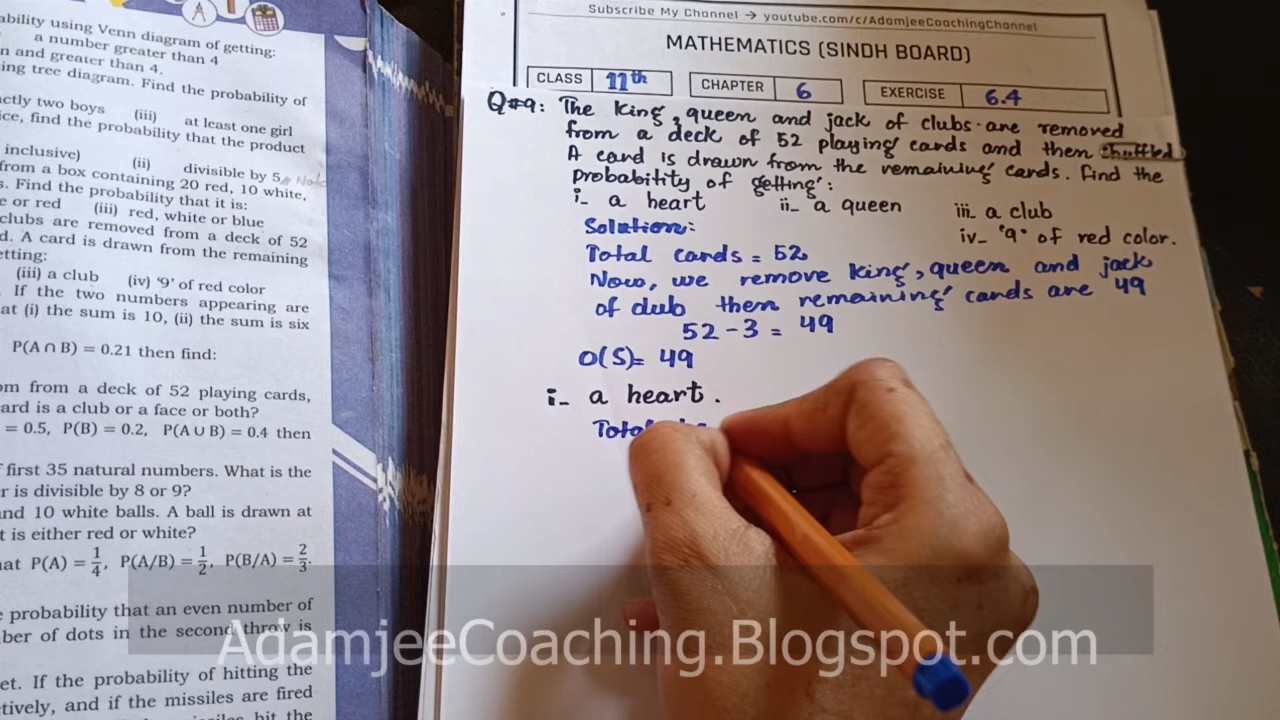 ability using Venn diagram of getting:
a number greater than 4
n and greater than 4.
ing tree diagram. Find the probability of
actly two boys (iii) at least one girl
ice, find the probability that the product
inclusive) (ii) divisible by 5
from a box containing 20 red, 10 white,
s. Find the probability that it is:
e or red (iii) red, white or blue
clubs are removed from a deck of 52
d. A card is drawn from the remaining
etting:
(iii) a club (iv) '9' of red color
. If the two numbers appearing are
at (i) the sum is 10, (ii) the sum is six
P(A ∩ B) = 0.21 then find:
om from a deck of 52 playing cards,
ard is a club or a face or both?
= 0.5, P(B) = 0.2, P(A∪B) = 0.4 then
first 35 natural numbers. What is the
r is divisible by 8 or 9?
and 10 white balls. A ball is drawn at
t is either red or white?
at P(A) = 1/4, P(A/B) = 1/2, P(B/A) = 2/3.
e probability that an even number of
ber of dots in the second throw is
et. If the probability of hitting the
tively, and if the missiles are fired
hit the
Subscribe My Channel → youtube.com/c/AdamjeeCoachingChannel
MATHEMATICS (SINDH BOARD)
CLASS 11th CHAPTER 6 EXERCISE 6.4
Q#9: The king, queen and jack of clubs are removed
from a deck of 52 playing cards and then shuffled
A card is drawn from the remaining cards. Find the
probability of getting:
i- a heart ii- a queen iii- a club
iv- '9' of red color.
Solution:
Total cards = 52
Now, we remove king, queen and jack
of club then remaining cards are 49
52 - 3 = 49
O(S)= 49
i- a heart.
Total
AdamjeeCoaching.Blogspot.com